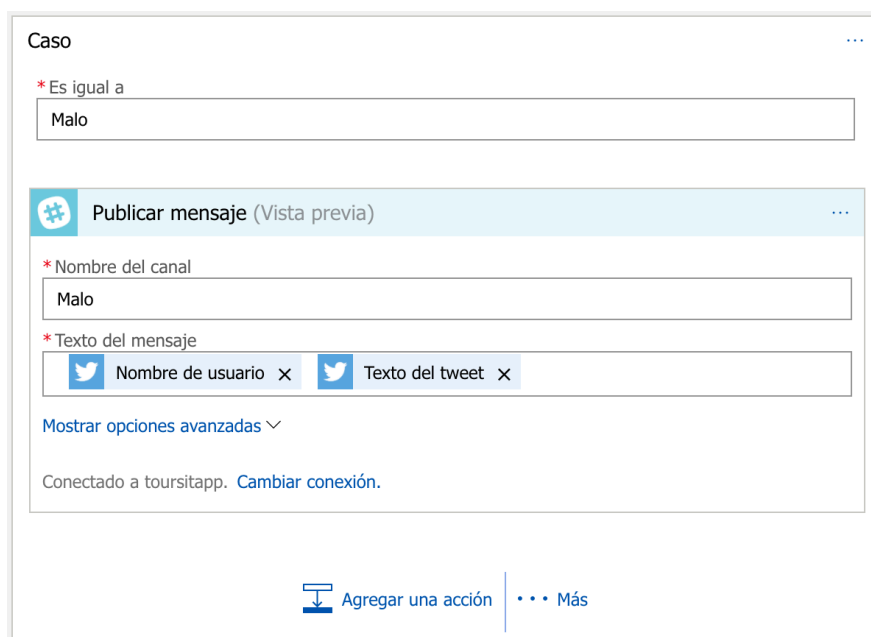 Caso
* Es igual a
Malo
Publicar mensaje (Vista previa)
* Nombre del canal
Malo
* Texto del mensaje
Nombre de usuario × Texto del tweet ×
Mostrar opciones avanzadas
Conectado a toursitapp. Cambiar conexión.
Agregar una acción ••• Más